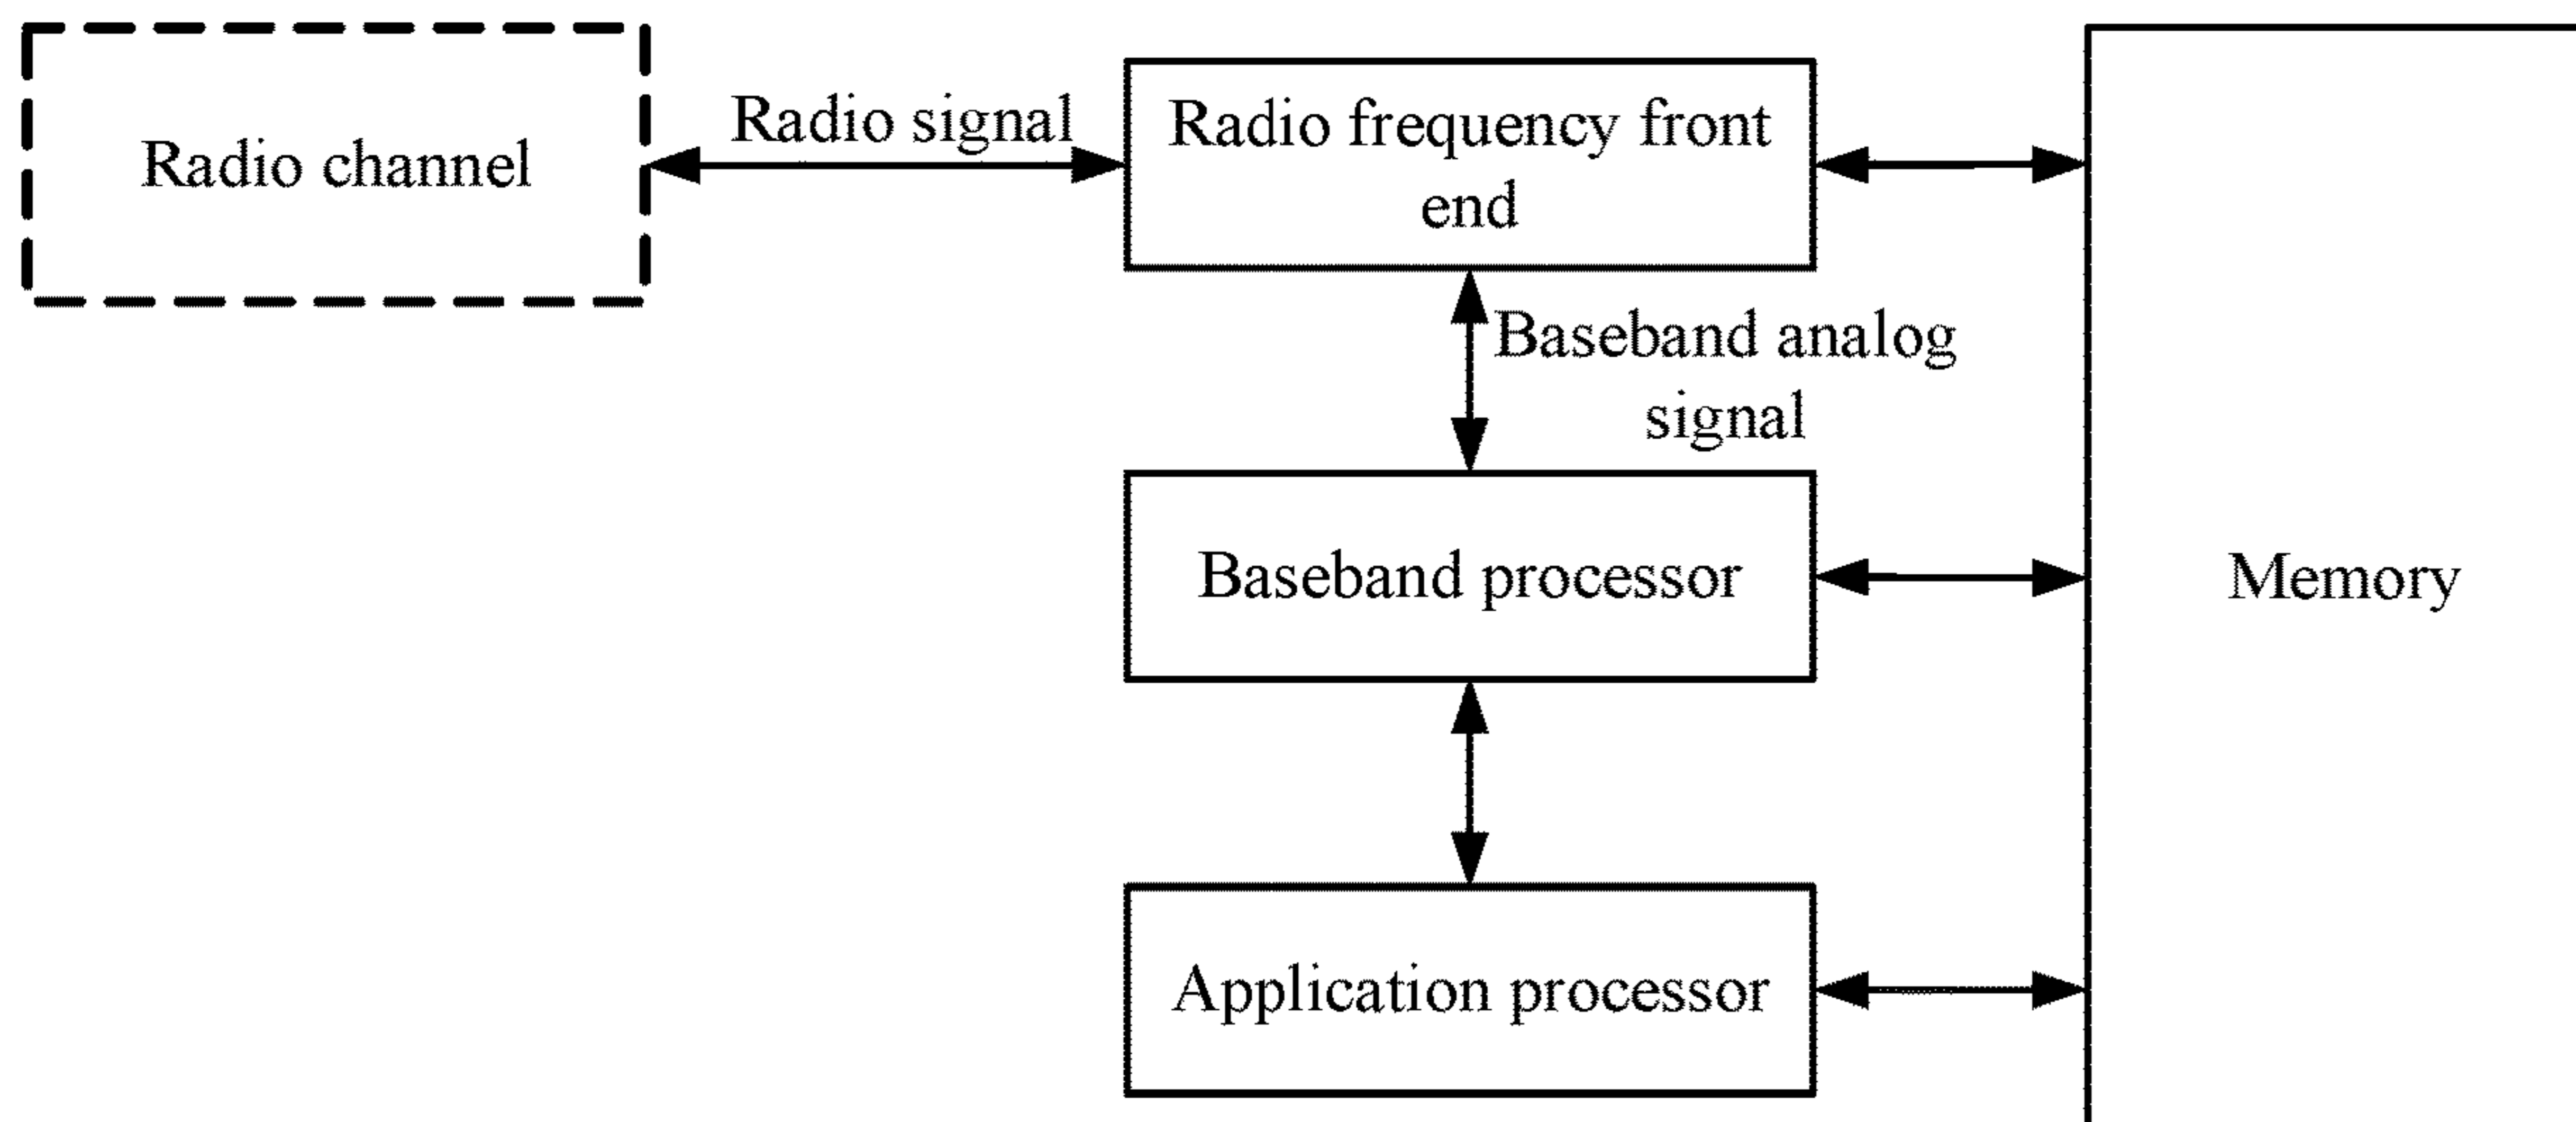 Radio channel
Radio signal
Radio frequency front
end
Baseband analog
signal
Baseband processor
Memory
Application processor